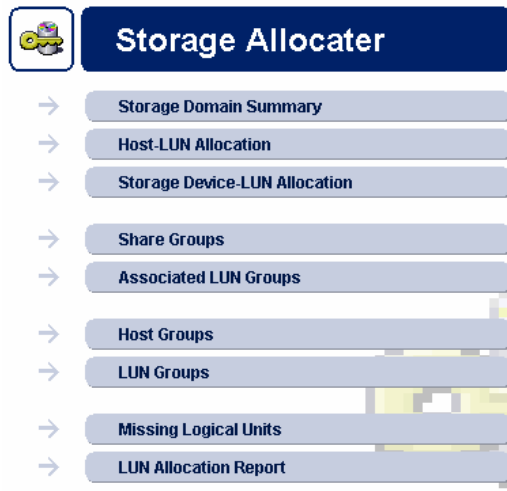 Storage Allocater
Storage Domain Summary
Host-LUN Allocation
Storage Device-LUN Allocation
Share Groups
Associated LUN Groups
Host Groups
LUN Groups
Missing Logical Units
LUN Allocation Report